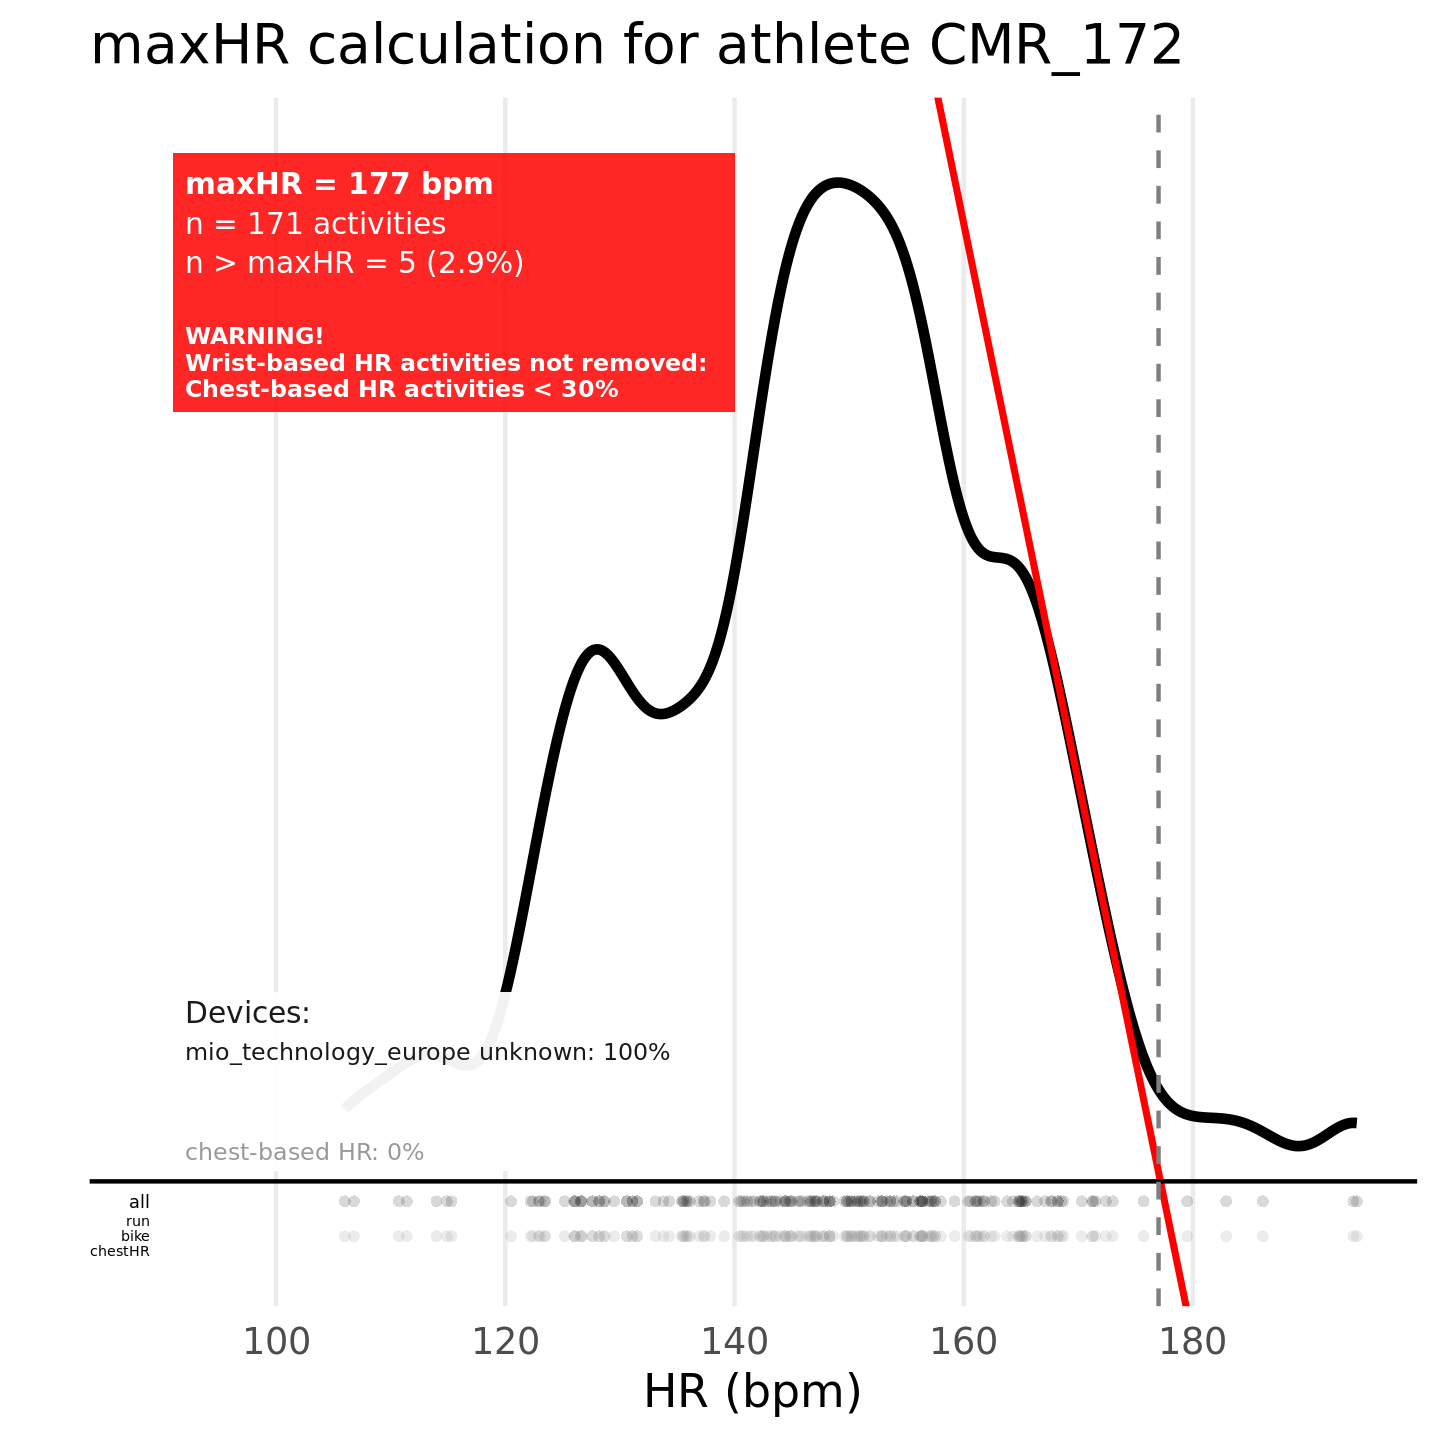 maxHR calculation for athlete CMR_172
maxHR = 177 bpm
n = 171 activities
n > maxHR = 5 (2.9%)
WARNING!
Wrist-based HR activities not removed:
Chest-based HR activities < 30%
Devices:
mio_technology_europe unknown: 100%
chest-based HR: 0%
all
run
bike
chestHR
100 120 140 160 180
HR (bpm)